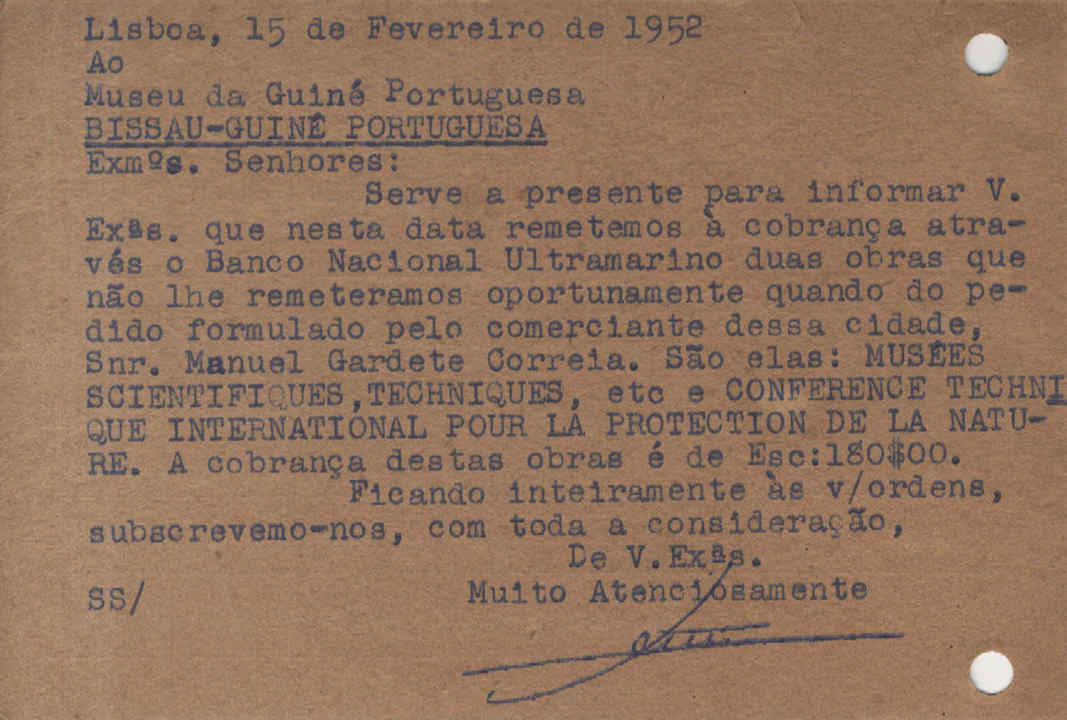 Lisboa, 15 de Fevereiro de 1952
Ao
Museu da Guiné Portuguesa
BISSAU-GUINÉ PORTUGUESA
Exmºs. Senhores:
Serve a presente para informar V.
Exªs. que nesta data remetemos à cobrança atra-
vés o Banco Nacional Ultramarino duas obras que
não lhe remeteramos oportunamente quando do pe-
dido formulado pelo comerciante dessa cidade,
Snr. Manuel Gardete Correia. São elas: MUSÉES
SCIENTIFIQUES,TECHNIQUES, etc e CONFERENCE TECHNI
QUE INTERNATIONAL POUR LA PROTECTION DE LA NATU-
RE. A cobrança destas obras é de Esc:180$00.
Ficando inteiramente às v/ordens,
subscrevemo-nos, com toda a consideração,
De V.Exªs.
Muito Atenciosamente
SS/